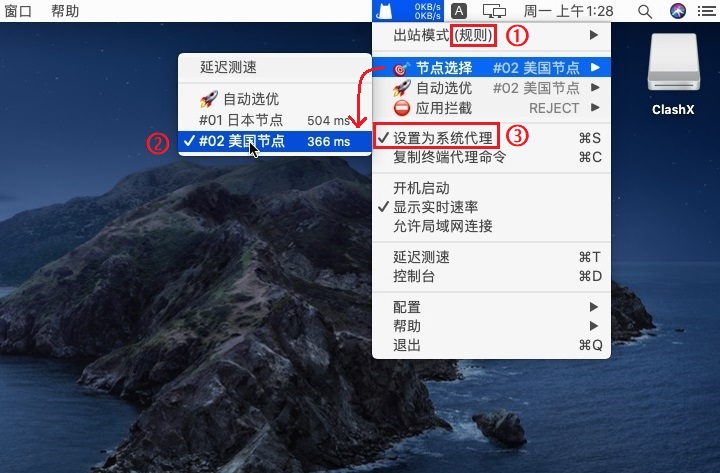 窗口 帮助 0KB/s 0KB/s A 周一 上午1:28
出站模式 (规则) ① ▶
延迟测速
🚀 自动选优
#01 日本节点 504 ms
② ✓ #02 美国节点 366 ms
🎯 节点选择 #02 美国节点 ▶
🚀 自动选优 #02 美国节点 ▶
⛔ 应用拦截 REJECT ▶
✓ 设置为系统代理 ⌘S ③
复制终端代理命令 ⌘C
开机启动
✓ 显示实时速率
允许局域网连接
延迟测速 ⌘T
控制台 ⌘D
配置 ▶
帮助 ▶
退出 ⌘Q
ClashX